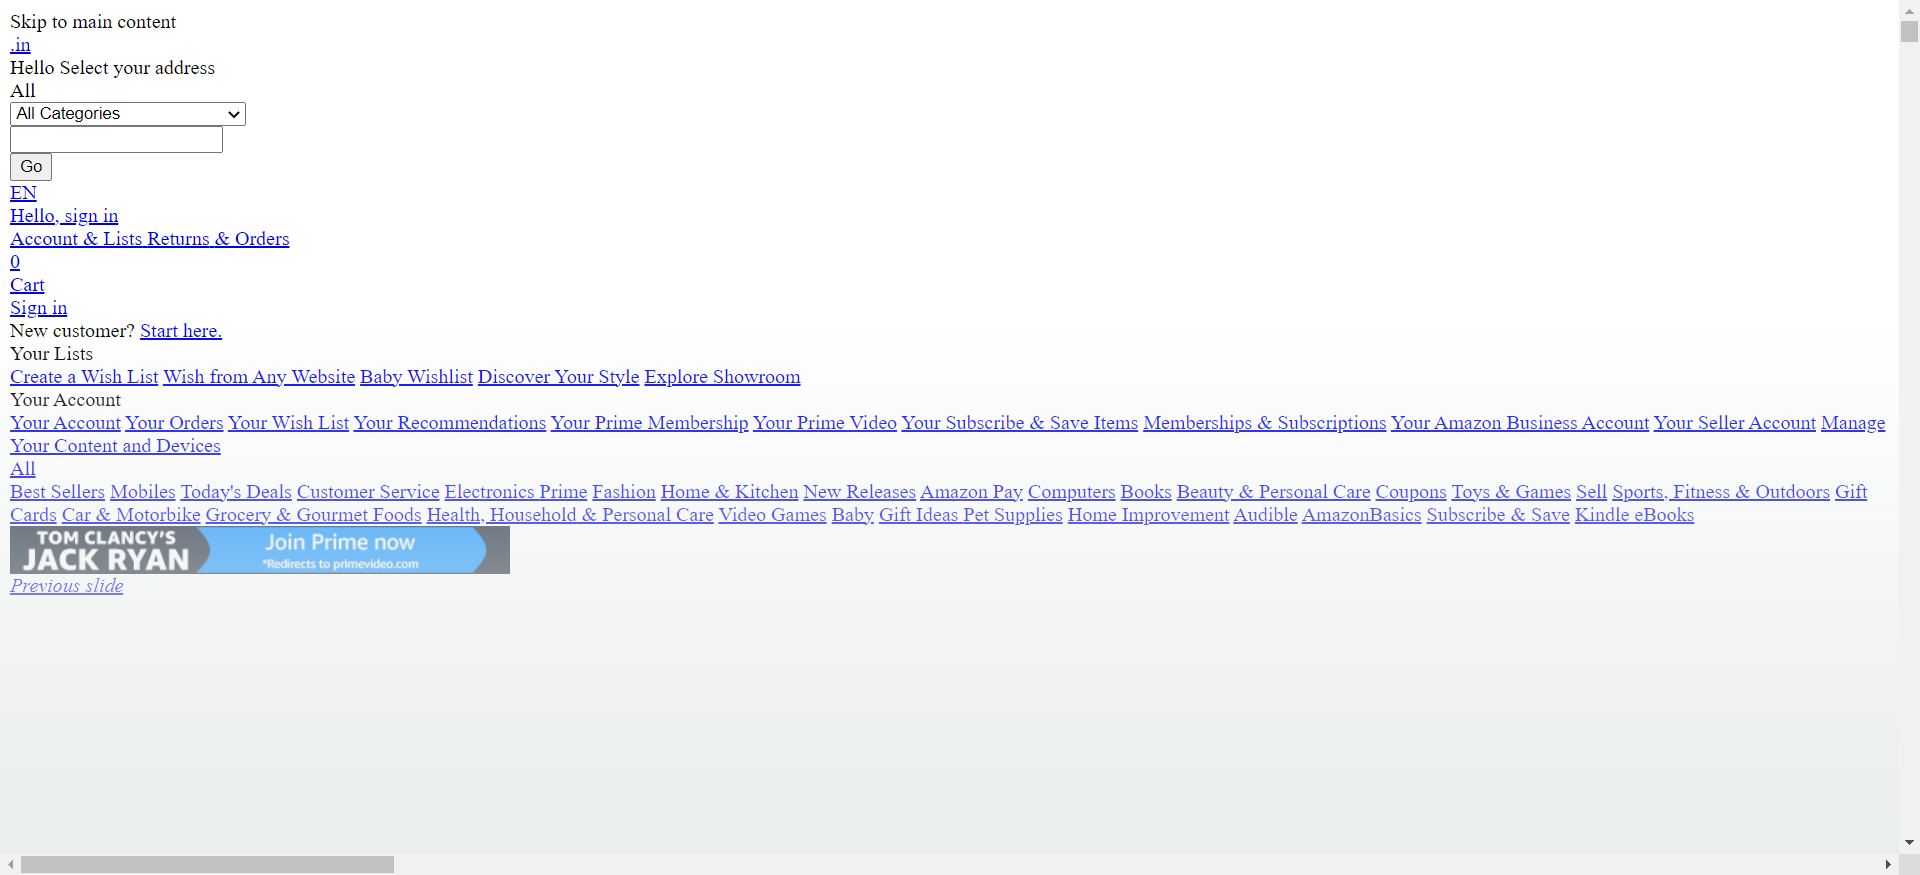 Skip to main content
.in
Hello Select your address
All
All Categories
Go
EN
Hello, sign in
Account & Lists Returns & Orders
0
Cart
Sign in
New customer? Start here.
Your Lists
Create a Wish List Wish from Any Website Baby Wishlist Discover Your Style Explore Showroom
Your Account
Your Account Your Orders Your Wish List Your Recommendations Your Prime Membership Your Prime Video Your Subscribe & Save Items Memberships & Subscriptions Your Amazon Business Account Your Seller Account Manage
Your Content and Devices
All
Best Sellers Mobiles Today's Deals Customer Service Electronics Prime Fashion Home & Kitchen New Releases Amazon Pay Computers Books Beauty & Personal Care Coupons Toys & Games Sell Sports, Fitness & Outdoors Gift
Cards Car & Motorbike Grocery & Gourmet Foods Health, Household & Personal Care Video Games Baby Gift Ideas Pet Supplies Home Improvement Audible AmazonBasics Subscribe & Save Kindle eBooks
TOM CLANCY'S
JACK RYAN
Join Prime now
*Redirects to primevideo.com
Previous slide